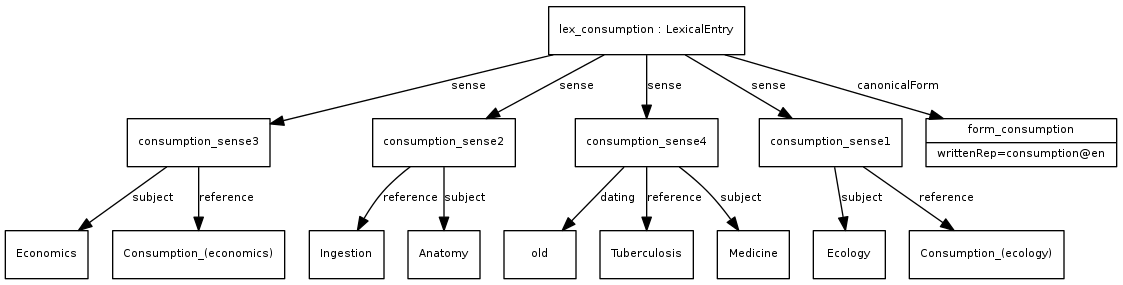 lex_consumption : LexicalEntry
sense
sense
sense
sense
canonicalForm
consumption_sense3
consumption_sense2
consumption_sense4
consumption_sense1
form_consumption
writtenRep=consumption@en
subject
reference
reference
subject
dating
reference
subject
subject
reference
Economics
Consumption_(economics)
Ingestion
Anatomy
old
Tuberculosis
Medicine
Ecology
Consumption_(ecology)